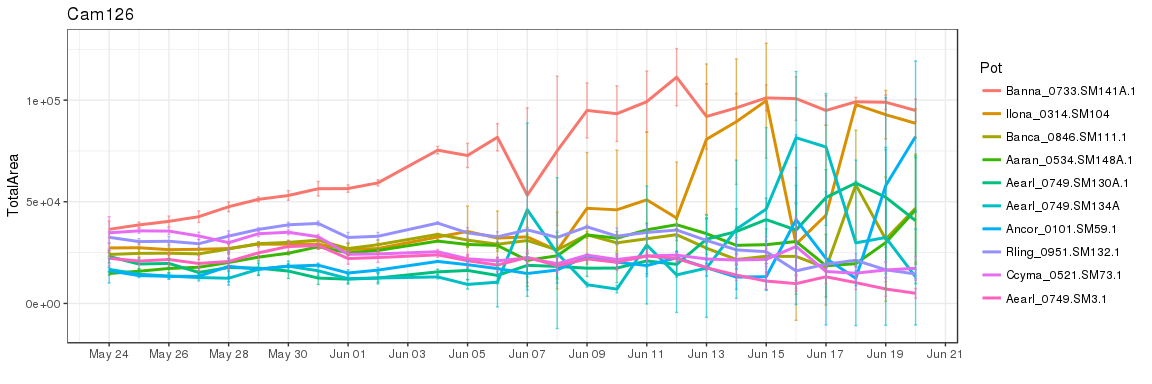 Cam126
TotalArea
1e+05
5e+04
0e+00
May 24 May 26 May 28 May 30 Jun 01 Jun 03 Jun 05 Jun 07 Jun 09 Jun 11 Jun 13 Jun 15 Jun 17 Jun 19 Jun 21
Pot
Banna_0733.SM141A.1
Ilona_0314.SM104
Banca_0846.SM111.1
Aaran_0534.SM148A.1
Aearl_0749.SM130A.1
Aearl_0749.SM134A
Ancor_0101.SM59.1
Rling_0951.SM132.1
Ccyma_0521.SM73.1
Aearl_0749.SM3.1